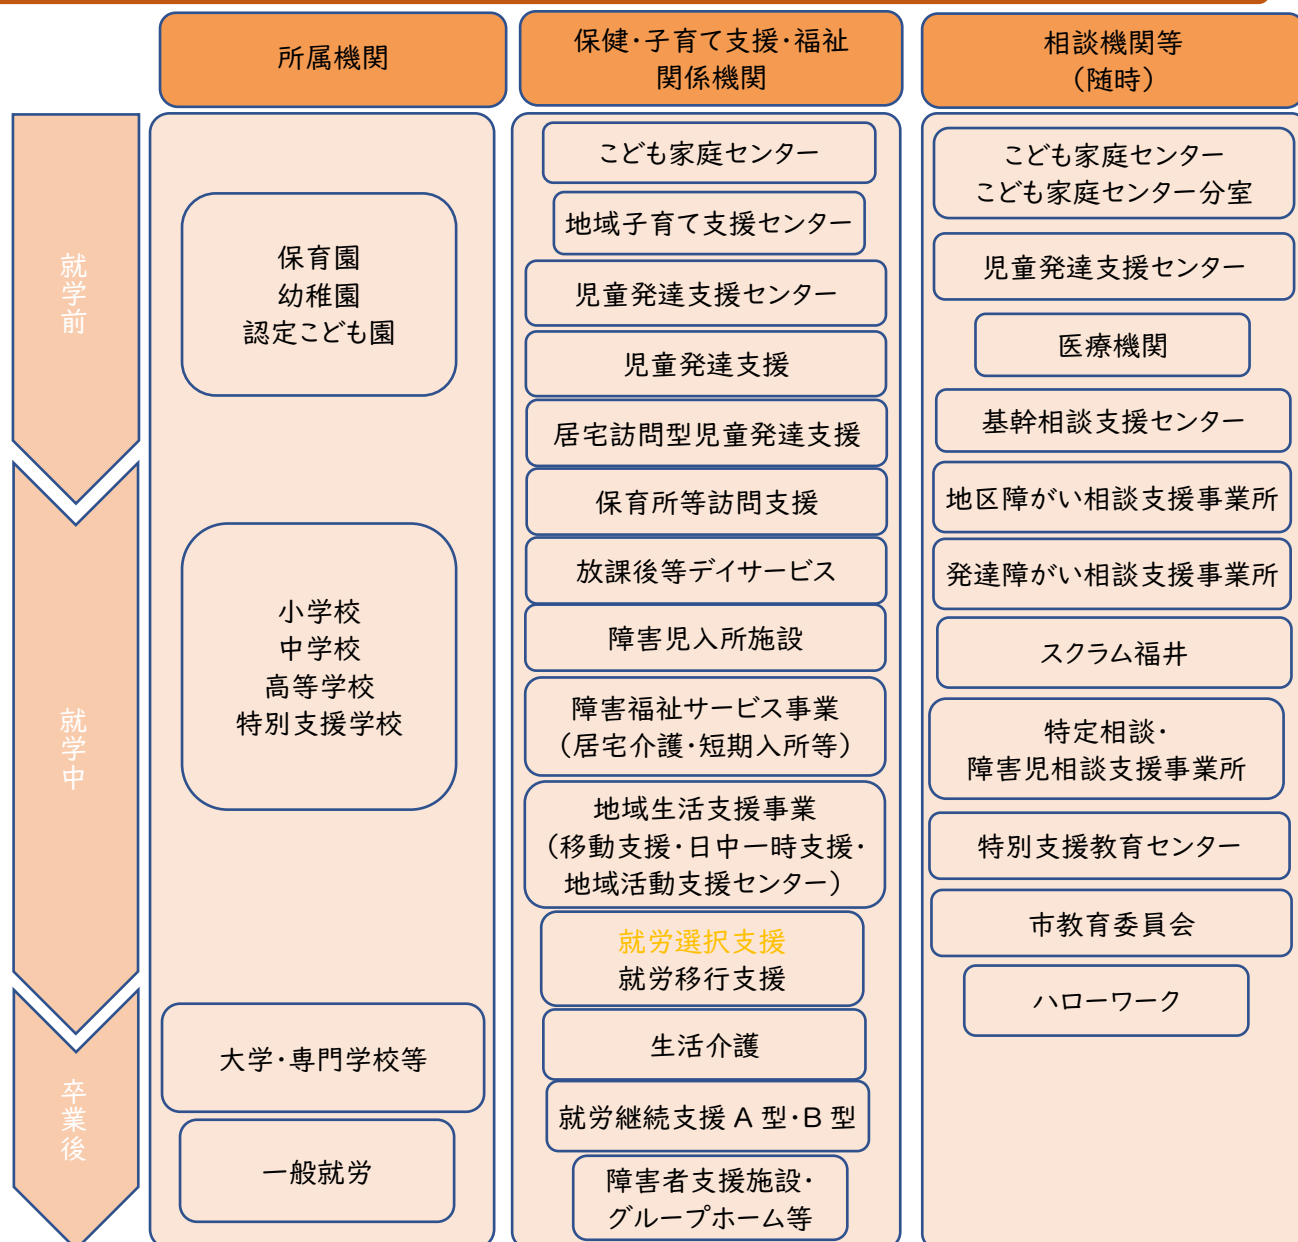 所属機関
保健・子育て支援・福祉
関係機関
相談機関等
（随時）
就学前
就学中
卒業後
保育園
幼稚園
認定こども園
小学校
中学校
高等学校
特別支援学校
大学・専門学校等
一般就労
こども家庭センター
地域子育て支援センター
児童発達支援センター
児童発達支援
居宅訪問型児童発達支援
保育所等訪問支援
放課後等デイサービス
障害児入所施設
障害福祉サービス事業
（居宅介護・短期入所等）
地域生活支援事業
（移動支援・日中一時支援・
地域活動支援センター）
就労選択支援
就労移行支援
生活介護
就労継続支援 A 型・B 型
障害者支援施設・
グループホーム等
こども家庭センター
こども家庭センター分室
児童発達支援センター
医療機関
基幹相談支援センター
地区障がい相談支援事業所
発達障がい相談支援事業所
スクラム福井
特定相談・
障害児相談支援事業所
特別支援教育センター
市教育委員会
ハローワーク